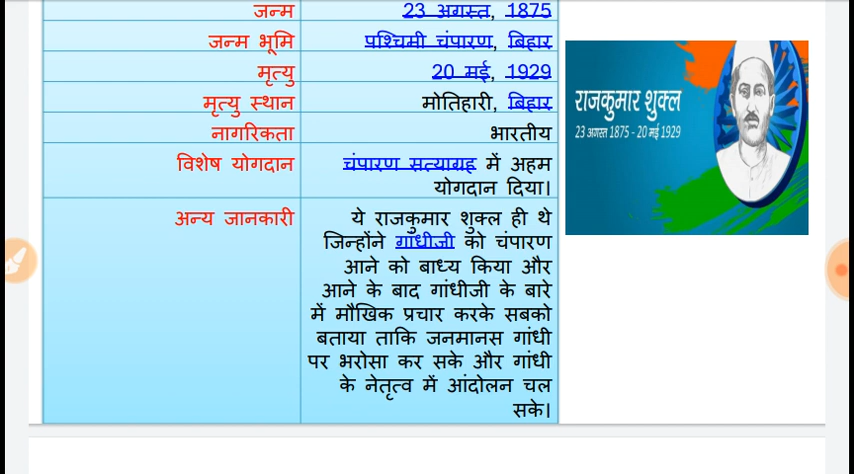 जन्म 23 अगस्त, 1875
जन्म भूमि पश्चिमी चंपारण, बिहार
मृत्यु 20 मई, 1929
मृत्यु स्थान मोतिहारी, बिहार
नागरिकता भारतीय
विशेष योगदान चंपारण सत्याग्रह में अहम
योगदान दिया।
अन्य जानकारी ये राजकुमार शुक्ल ही थे
जिन्होंने गाँधीजी को चंपारण
आने को बाध्य किया और
आने के बाद गांधीजी के बारे
में मौखिक प्रचार करके सबको
बताया ताकि जनमानस गांधी
पर भरोसा कर सके और गांधी
के नेतृत्व में आंदोलन चल
सके।
राजकुमार शुक्ल
23 अगस्त 1875 - 20 मई 1929